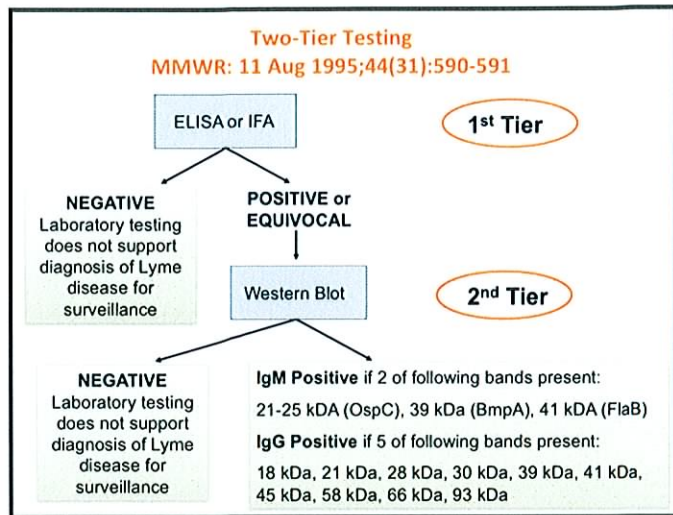 Two-Tier Testing
MMWR: 11 Aug 1995;44(31):590-591
ELISA or IFA
1st Tier
NEGATIVE
Laboratory testing
does not support
diagnosis of Lyme
disease for
surveillance
POSITIVE or
EQUIVOCAL
Western Blot
2nd Tier
NEGATIVE
Laboratory testing
does not support
diagnosis of Lyme
disease for
surveillance
IgM Positive if 2 of following bands present:
21-25 kDA (OspC), 39 kDa (BmpA), 41 kDA (FlaB)
IgG Positive if 5 of following bands present:
18 kDa, 21 kDa, 28 kDa, 30 kDa, 39 kDa, 41 kDa,
45 kDa, 58 kDa, 66 kDa, 93 kDa